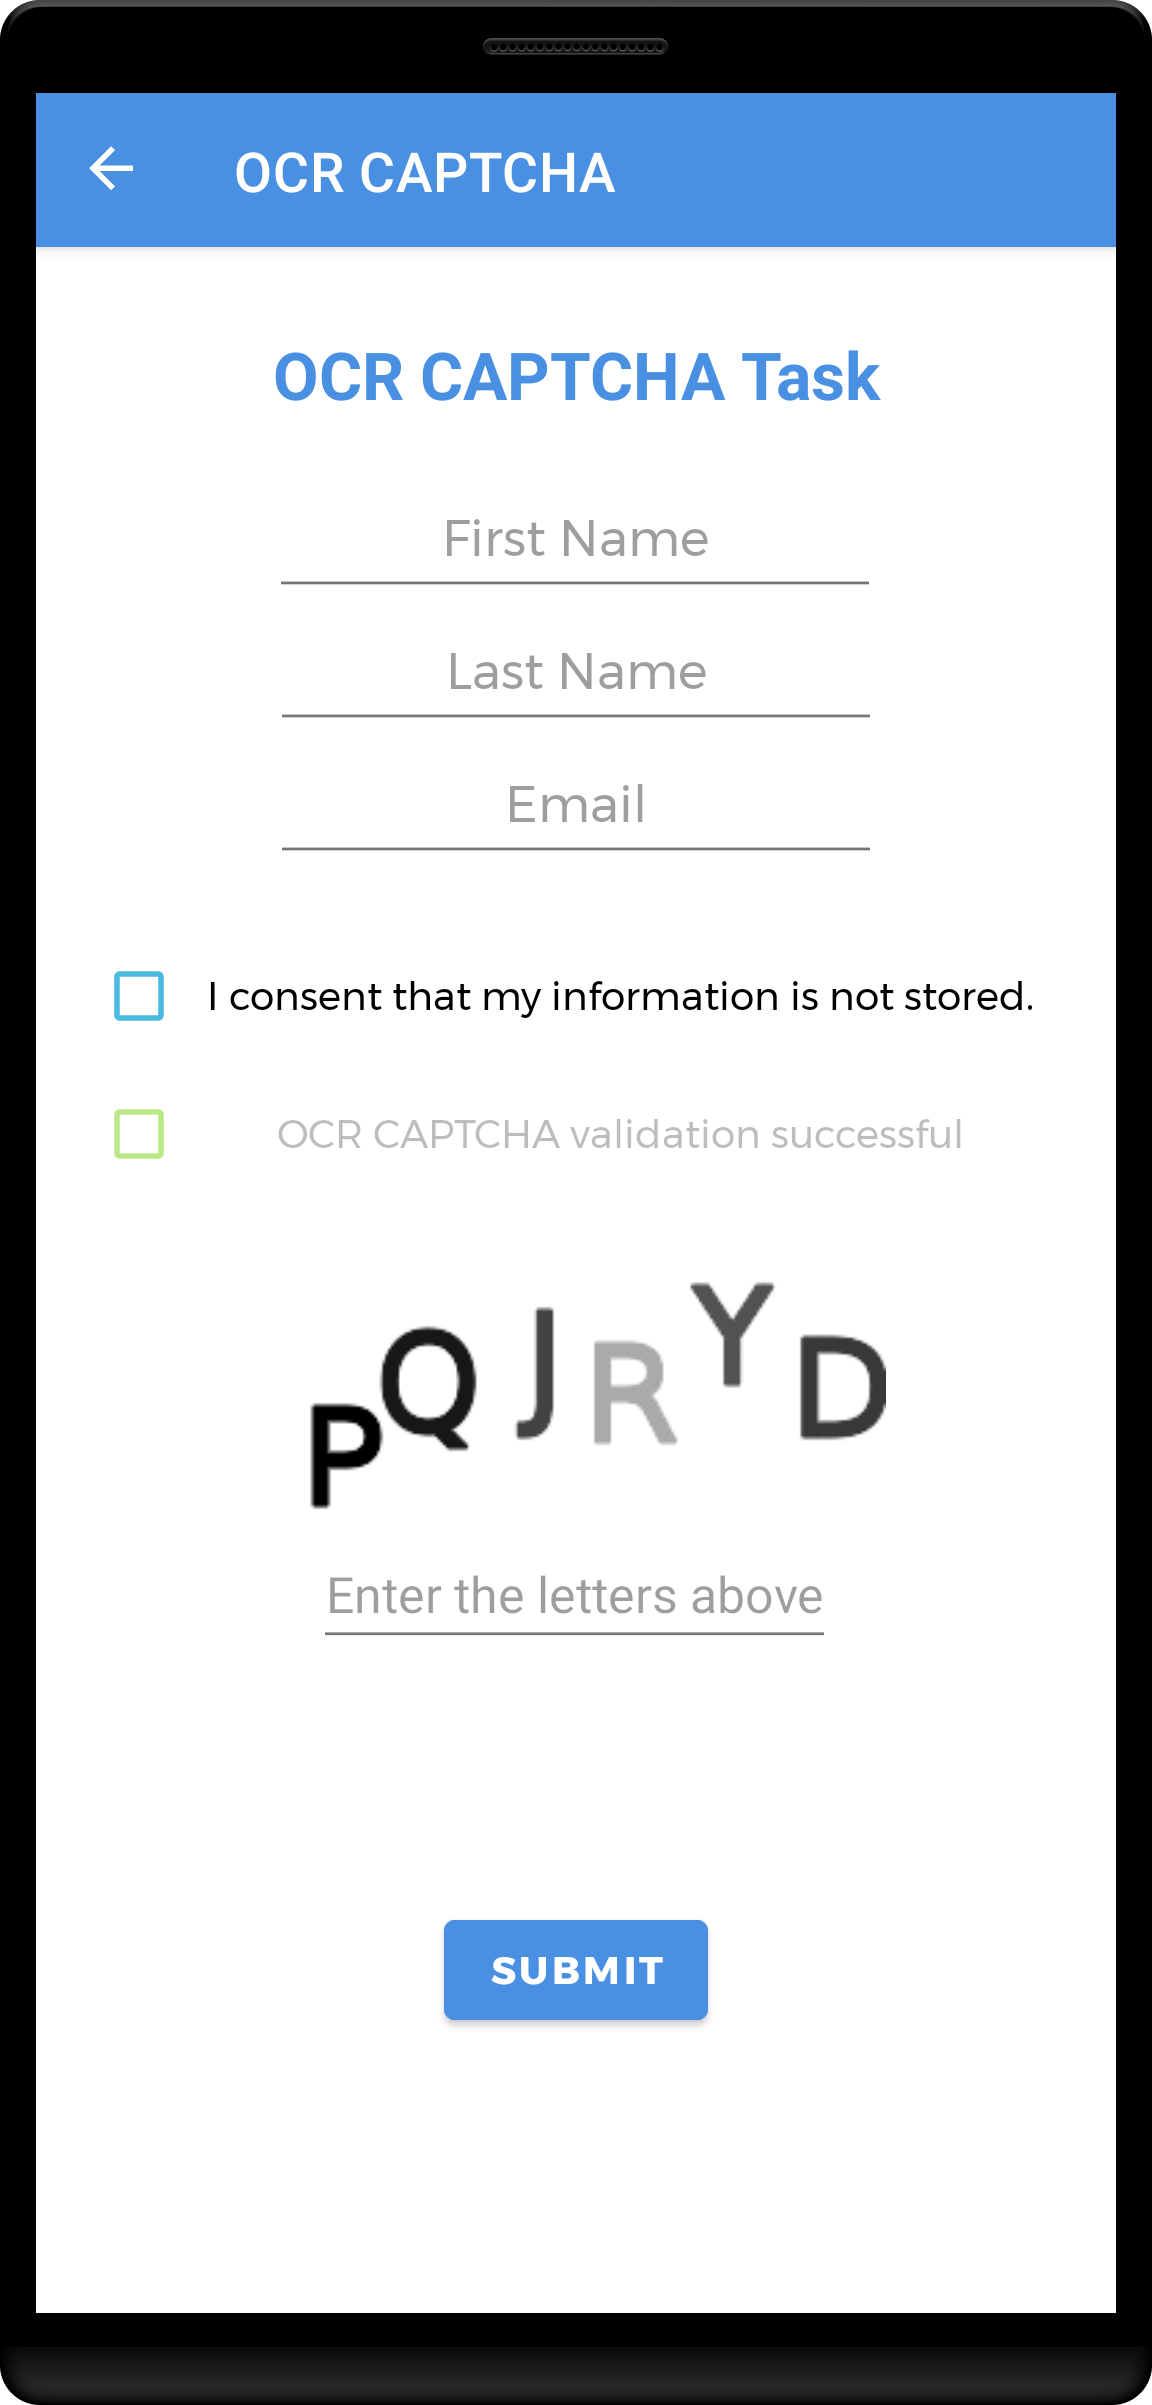 OCR CAPTCHA
OCR CAPTCHA Task
First Name
Last Name
Email
I consent that my information is not stored.
OCR CAPTCHA validation successful
PQJRYD
Enter the letters above
SUBMIT